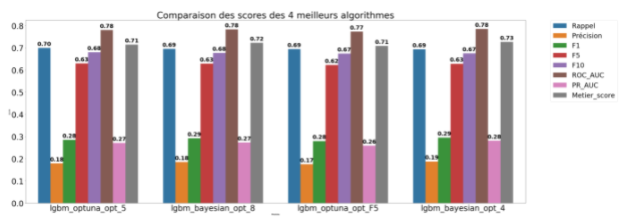 Comparaison des scores des 4 meilleurs algorithmes
0.8
0.7
0.6
0.5
0.4
0.3
0.2
0.1
0.0
0.70 0.18 0.28 0.63 0.68 0.78 0.27 0.71
0.69 0.18 0.29 0.63 0.68 0.78 0.27 0.72
0.69 0.17 0.28 0.62 0.67 0.77 0.26 0.71
0.69 0.19 0.29 0.63 0.67 0.78 0.28 0.73
lgbm_optuna_opt_5 lgbm_bayesian_opt_8 lgbm_optuna_opt_F5 lgbm_bayesian_opt_4
Rappel
Précision
F1
F5
F10
ROC_AUC
PR_AUC
Metier_score